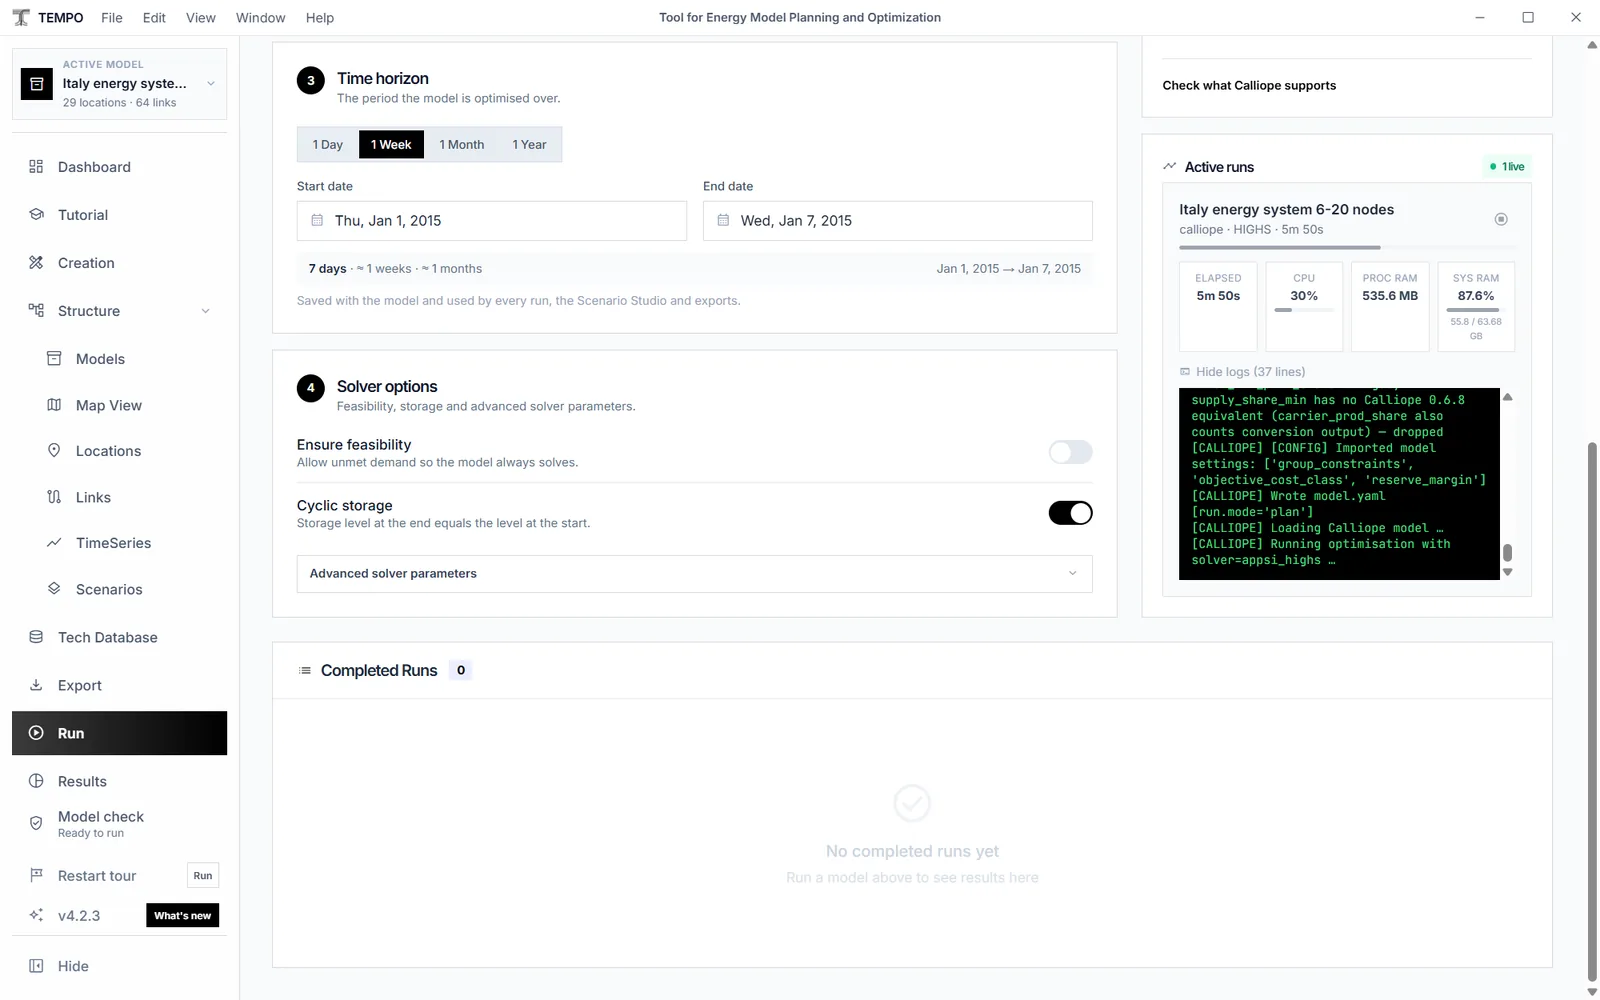 TEMPO File Edit View Window Help
Tool for Energy Model Planning and Optimization
ACTIVE MODEL
Italy energy syste...
29 locations · 64 links
Dashboard
Tutorial
Creation
Structure
Models
Map View
Locations
Links
TimeSeries
Scenarios
Tech Database
Export
Run
Results
Model check
Ready to run
Restart tour Run
v4.2.3 What's new
Hide
3 Time horizon
The period the model is optimised over.
1 Day 1 Week 1 Month 1 Year
Start date End date
Thu, Jan 1, 2015 Wed, Jan 7, 2015
7 days · ≈ 1 weeks · ≈ 1 months Jan 1, 2015 → Jan 7, 2015
Saved with the model and used by every run, the Scenario Studio and exports.
4 Solver options
Feasibility, storage and advanced solver parameters.
Ensure feasibility
Allow unmet demand so the model always solves.
Cyclic storage
Storage level at the end equals the level at the start.
Advanced solver parameters
Check what Calliope supports
Active runs 1 live
Italy energy system 6-20 nodes
calliope · HIGHS · 5m 50s
ELAPSED CPU PROC RAM SYS RAM
5m 50s 30% 535.6 MB 87.6%
55.8 / 63.68
GB
Hide logs (37 lines)
supply_share_min has no Calliope 0.6.8
equivalent (carrier_prod_share also
counts conversion output) — dropped
[CALLIOPE] [CONFIG] Imported model
settings: ['group_constraints',
'objective_cost_class', 'reserve_margin']
[CALLIOPE] Wrote model.yaml
[run.mode='plan']
[CALLIOPE] Loading Calliope model …
[CALLIOPE] Running optimisation with
solver=appsi_highs …
Completed Runs 0
No completed runs yet
Run a model above to see results here